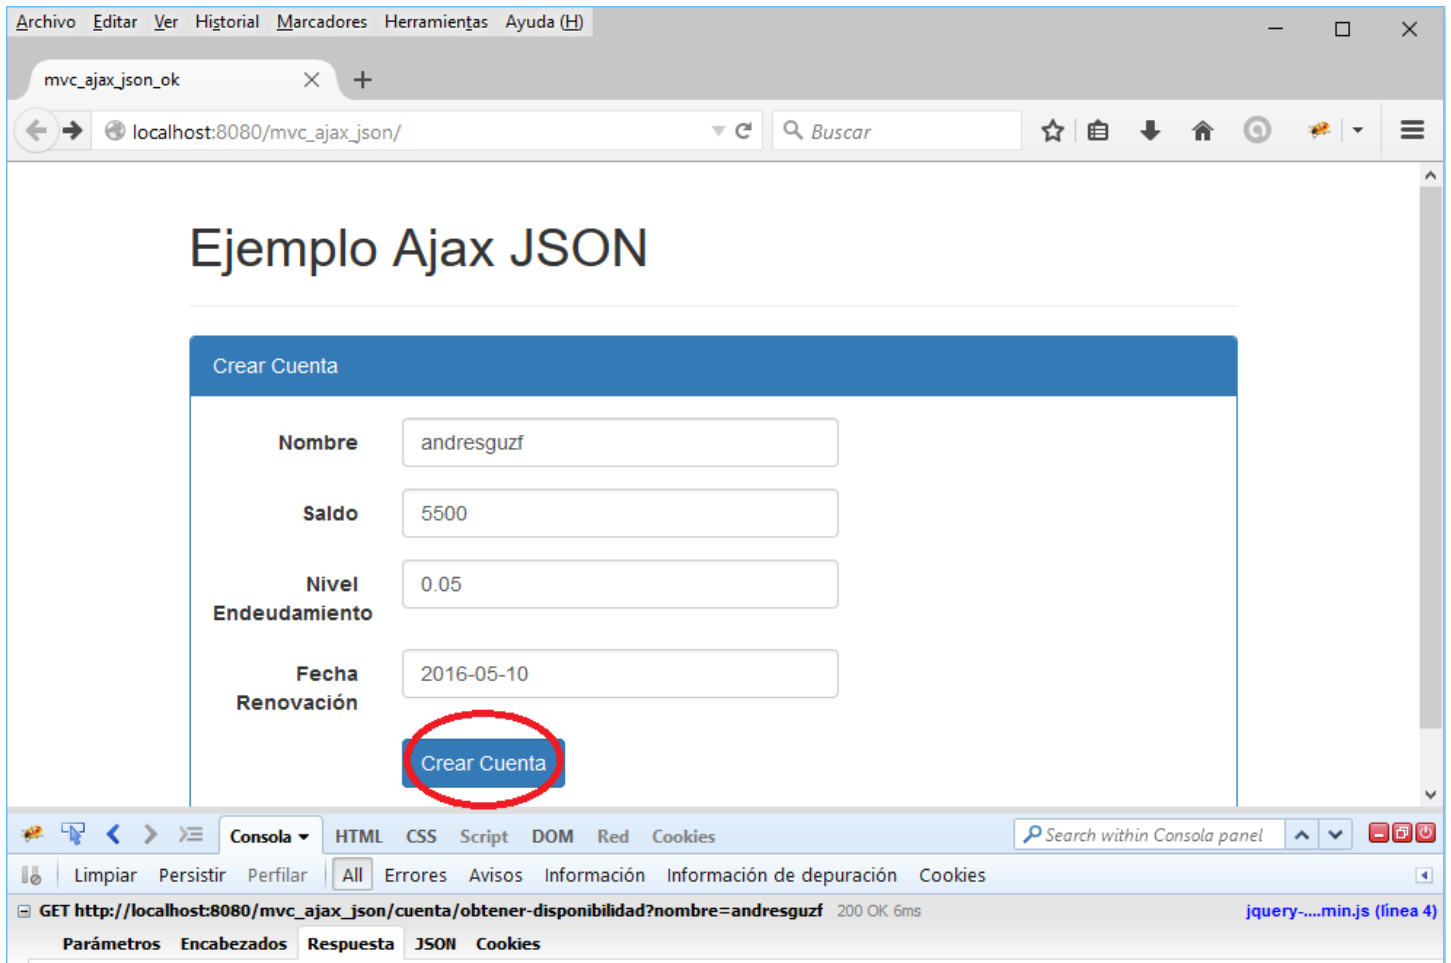 Archivo Editar Ver Historial Marcadores Herramientas Ayuda (H)
mvc_ajax_json_ok
localhost:8080/mvc_ajax_json/
Buscar
Ejemplo Ajax JSON
Crear Cuenta
Nombre andresguzf
Saldo 5500
Nivel Endeudamiento 0.05
Fecha Renovación 2016-05-10
Crear Cuenta
Consola HTML CSS Script DOM Red Cookies Search within Consola panel
Limpiar Persistir Perfilar All Errores Avisos Información Información de depuración Cookies
GET http://localhost:8080/mvc_ajax_json/cuenta/obtener-disponibilidad?nombre=andresguzf 200 OK 6ms jquery-....min.js (línea 4)
Parámetros Encabezados Respuesta JSON Cookies